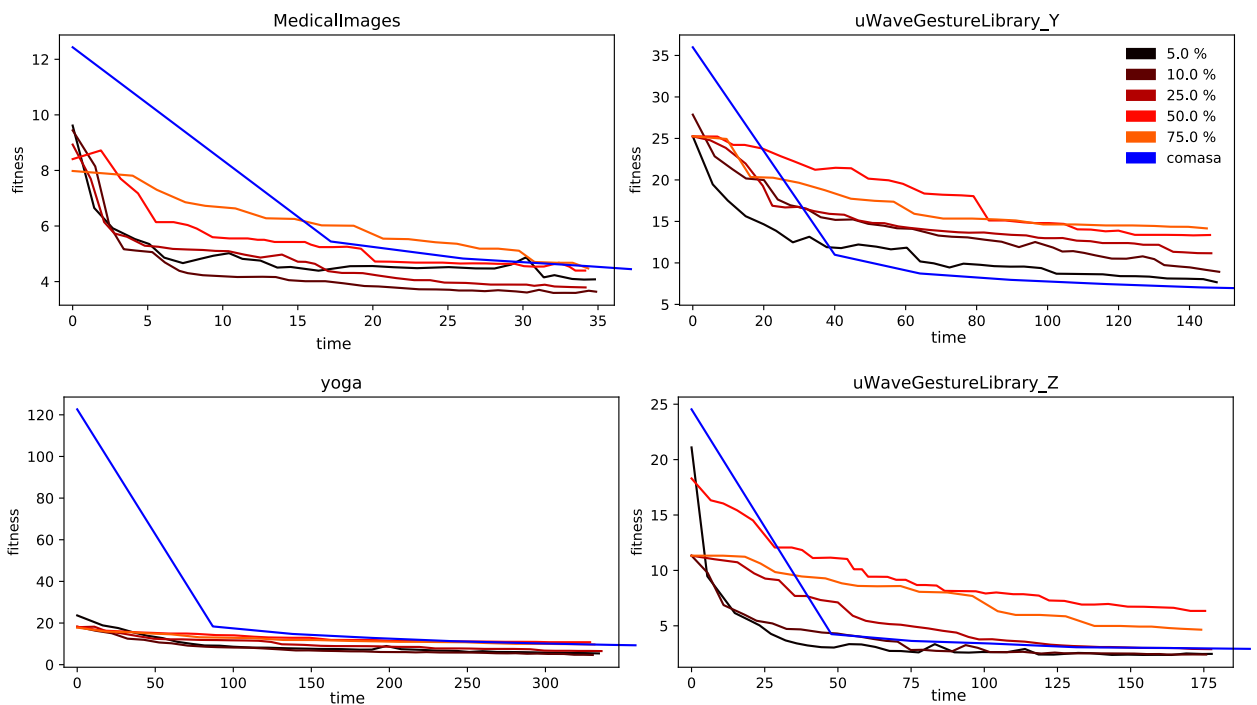 MedicalImages
12
10
8
6
4
fitness
0 5 10 15 20 25 30 35
time
uWaveGestureLibrary_Y
35
30
25
20
15
10
5
fitness
0 20 40 60 80 100 120 140
time
5.0 %
10.0 %
25.0 %
50.0 %
75.0 %
comasa
yoga
120
100
80
60
40
20
0
fitness
0 50 100 150 200 250 300
time
uWaveGestureLibrary_Z
25
20
15
10
5
fitness
0 25 50 75 100 125 150 175
time